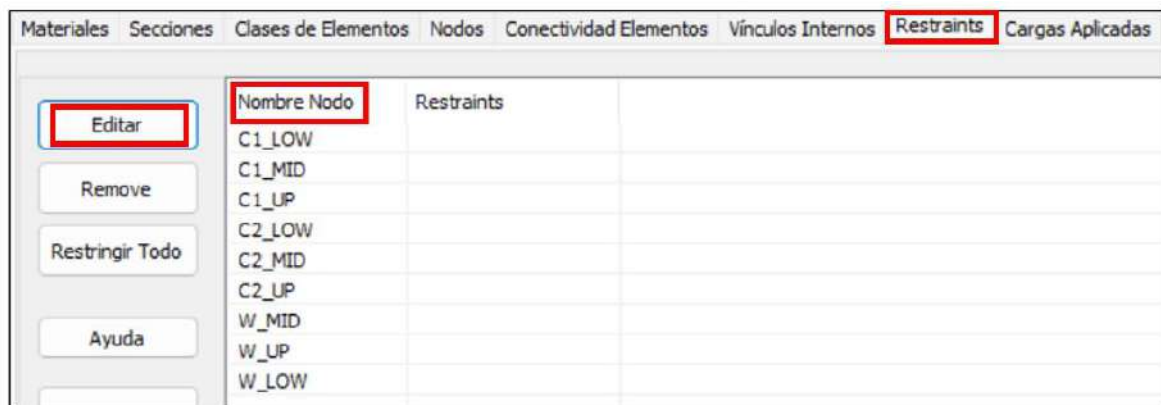 Materiales Secciones Clases de Elementos Nodos Conectividad Elementos Vínculos Internos Restraints Cargas Aplicadas
Editar
Remove
Restringir Todo
Ayuda
Nombre Nodo Restraints
C1_LOW
C1_MID
C1_UP
C2_LOW
C2_MID
C2_UP
W_MID
W_UP
W_LOW